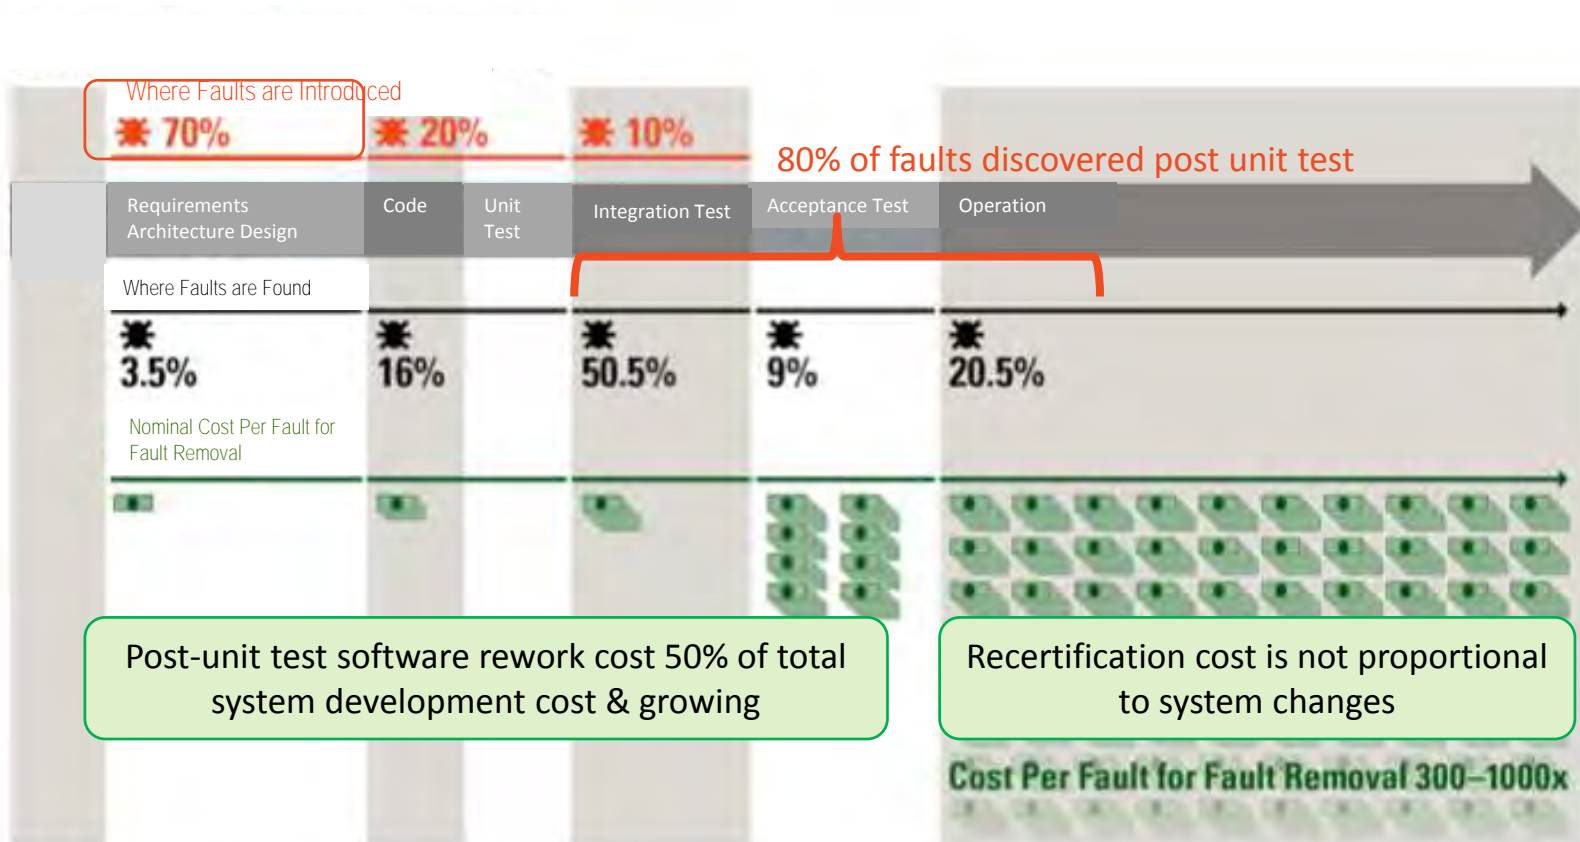 Where Faults are Introduced
70%
20%
10%
80% of faults discovered post unit test
Requirements
Architecture Design
Code
Unit
Test
Integration Test
Acceptance Test
Operation
Where Faults are Found
3.5%
16%
50.5%
9%
20.5%
Nominal Cost Per Fault for
Fault Removal
Post-unit test software rework cost 50% of total
system development cost & growing
Recertification cost is not proportional
to system changes
Cost Per Fault for Fault Removal 300–1000x